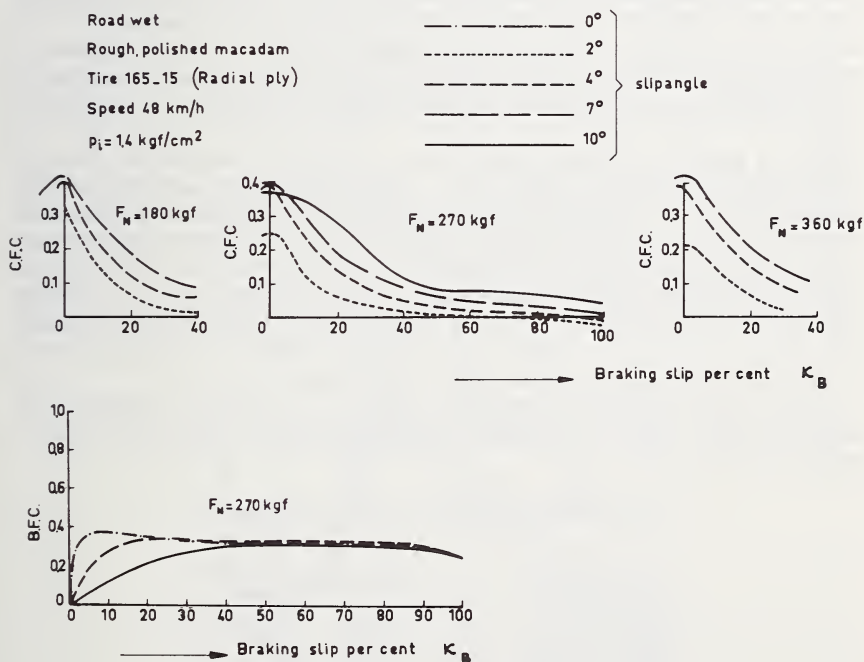 Road wet
Rough, polished macadam
Tire 165_15 (Radial ply)
Speed 48 km/h
pi = 1.4 kgf/cm²
0°
2°
4°
7°
10°
slipangle
C.F.C.
0.3
0.2
0.1
0
20
40
F_N = 180 kgf
C.F.C.
0.4
0.3
0.2
0.1
0
20
40
60
80
100
F_N = 270 kgf
C.F.C.
0.3
0.2
0.1
0
20
40
F_N = 360 kgf
Braking slip per cent K_B
B.F.C.
1.0
0.8
0.6
0.4
0.2
0
0
10
20
30
40
50
60
70
80
90
100
F_N = 270 kgf
Braking slip per cent K_B